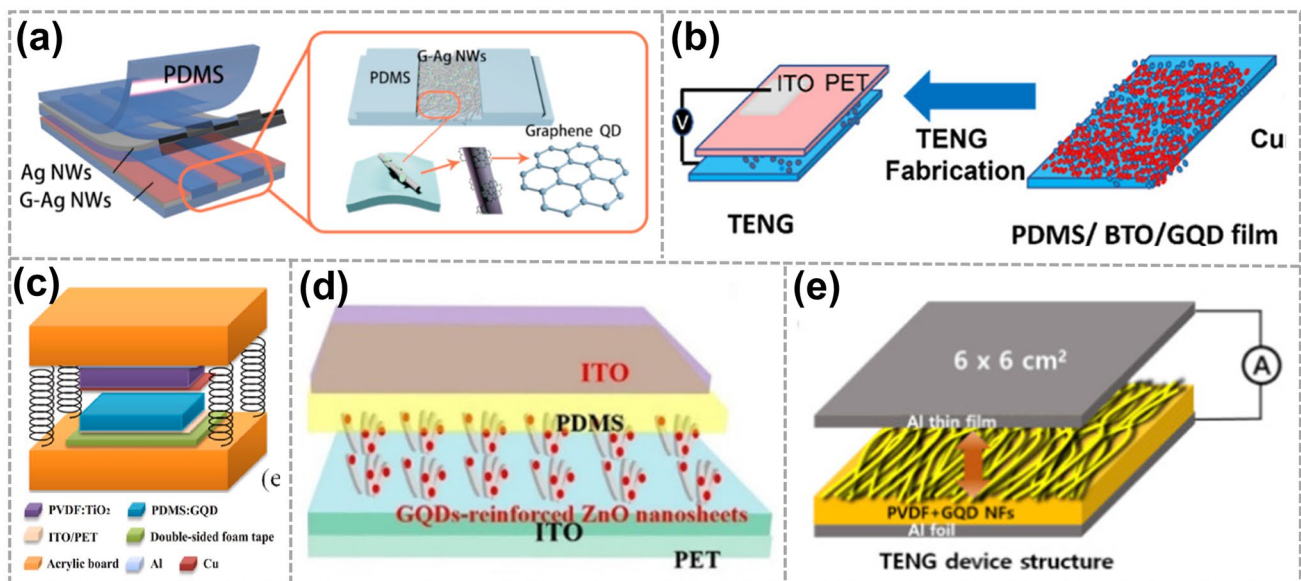 (a)
PDMS
Ag NWs
G-Ag NWs
G-Ag NWs
PDMS
Graphene QD
(b)
ITO PET
V
TENG
TENG
Fabrication
Cu
PDMS/ BTO/GQD film
(c)
(e
PVDF:TiO₂
PDMS:GQD
ITO/PET
Double-sided foam tape
Acrylic board
Al
Cu
(d)
ITO
PDMS
GQDs-reinforced ZnO nanosheets
ITO
PET
(e)
6 x 6 cm²
Al thin film
A
PVDF+GQD NFs
Al foil
TENG device structure